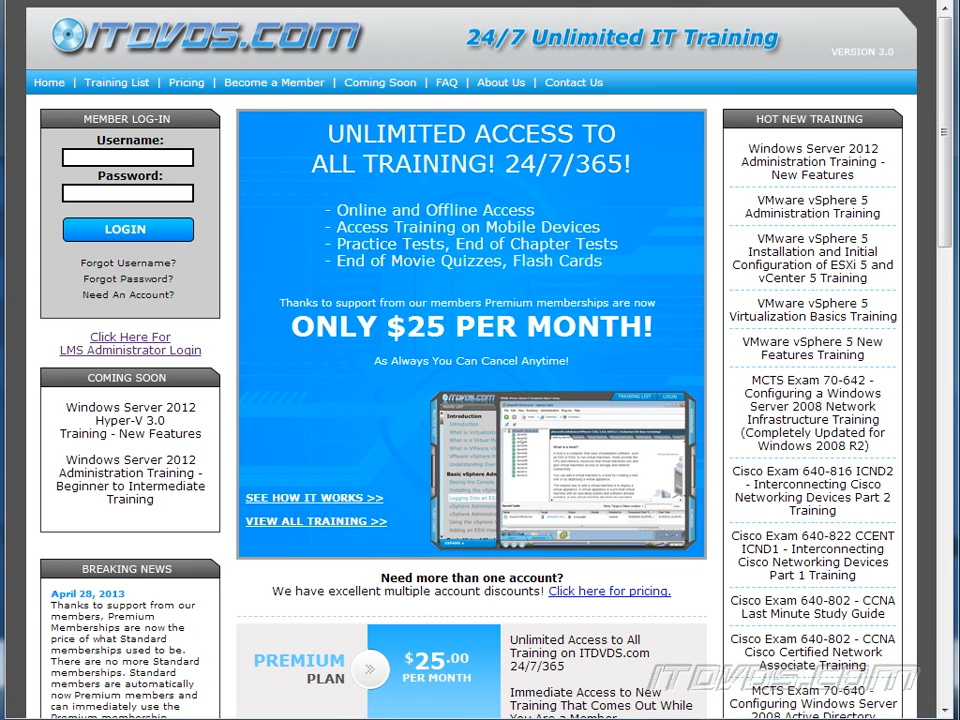 ITDVDS.COM
24/7 Unlimited IT Training
VERSION 3.0
Home | Training List | Pricing | Become a Member | Coming Soon | FAQ | About Us | Contact Us
MEMBER LOG-IN
Username:
Password:
LOGIN
Forgot Username?
Forgot Password?
Need An Account?
Click Here For
LMS Administrator Login
COMING SOON
Windows Server 2012
Hyper-V 3.0
Training - New Features
Windows Server 2012
Administration Training -
Beginner to Intermediate
Training
BREAKING NEWS
April 28, 2013
Thanks to support from our
members, Premium
Memberships are now the
price of what Standard
memberships used to be.
There are no more Standard
memberships. Standard
members are automatically
now Premium members and
can immediately use the
Premium membership
UNLIMITED ACCESS TO
ALL TRAINING! 24/7/365!
- Online and Offline Access
- Access Training on Mobile Devices
- Practice Tests, End of Chapter Tests
- End of Movie Quizzes, Flash Cards
Thanks to support from our members Premium memberships are now
ONLY $25 PER MONTH!
As Always You Can Cancel Anytime!
SEE HOW IT WORKS >>
VIEW ALL TRAINING >>
ITDVDS.COM
TRAINING LIST
LOGIN
Introduction
Need more than one account?
We have excellent multiple account discounts! Click here for pricing.
PREMIUM
PLAN
$25.00
PER MONTH
Unlimited Access to All
Training on ITDVDS.com
24/7/365
Immediate Access to New
Training That Comes Out While
You Are a Member
HOT NEW TRAINING
Windows Server 2012
Administration Training -
New Features
VMware vSphere 5
Administration Training
VMware vSphere 5
Installation and Initial
Configuration of ESXi 5 and
vCenter 5 Training
VMware vSphere 5
Virtualization Basics Training
VMware vSphere 5 New
Features Training
MCTS Exam 70-642 -
Configuring a Windows
Server 2008 Network
Infrastructure Training
(Completely Updated for
Windows 2008 R2)
Cisco Exam 640-816 ICND2
- Interconnecting Cisco
Networking Devices Part 2
Training
Cisco Exam 640-822 CCENT
ICND1 - Interconnecting
Cisco Networking Devices
Part 1 Training
Cisco Exam 640-802 - CCNA
Last Minute Study Guide
Cisco Exam 640-802 - CCNA
Cisco Certified Network
Associate Training
MCTS Exam 70-640 -
Configuring Windows Server
2008 Active Directory
ITDVDS.COM